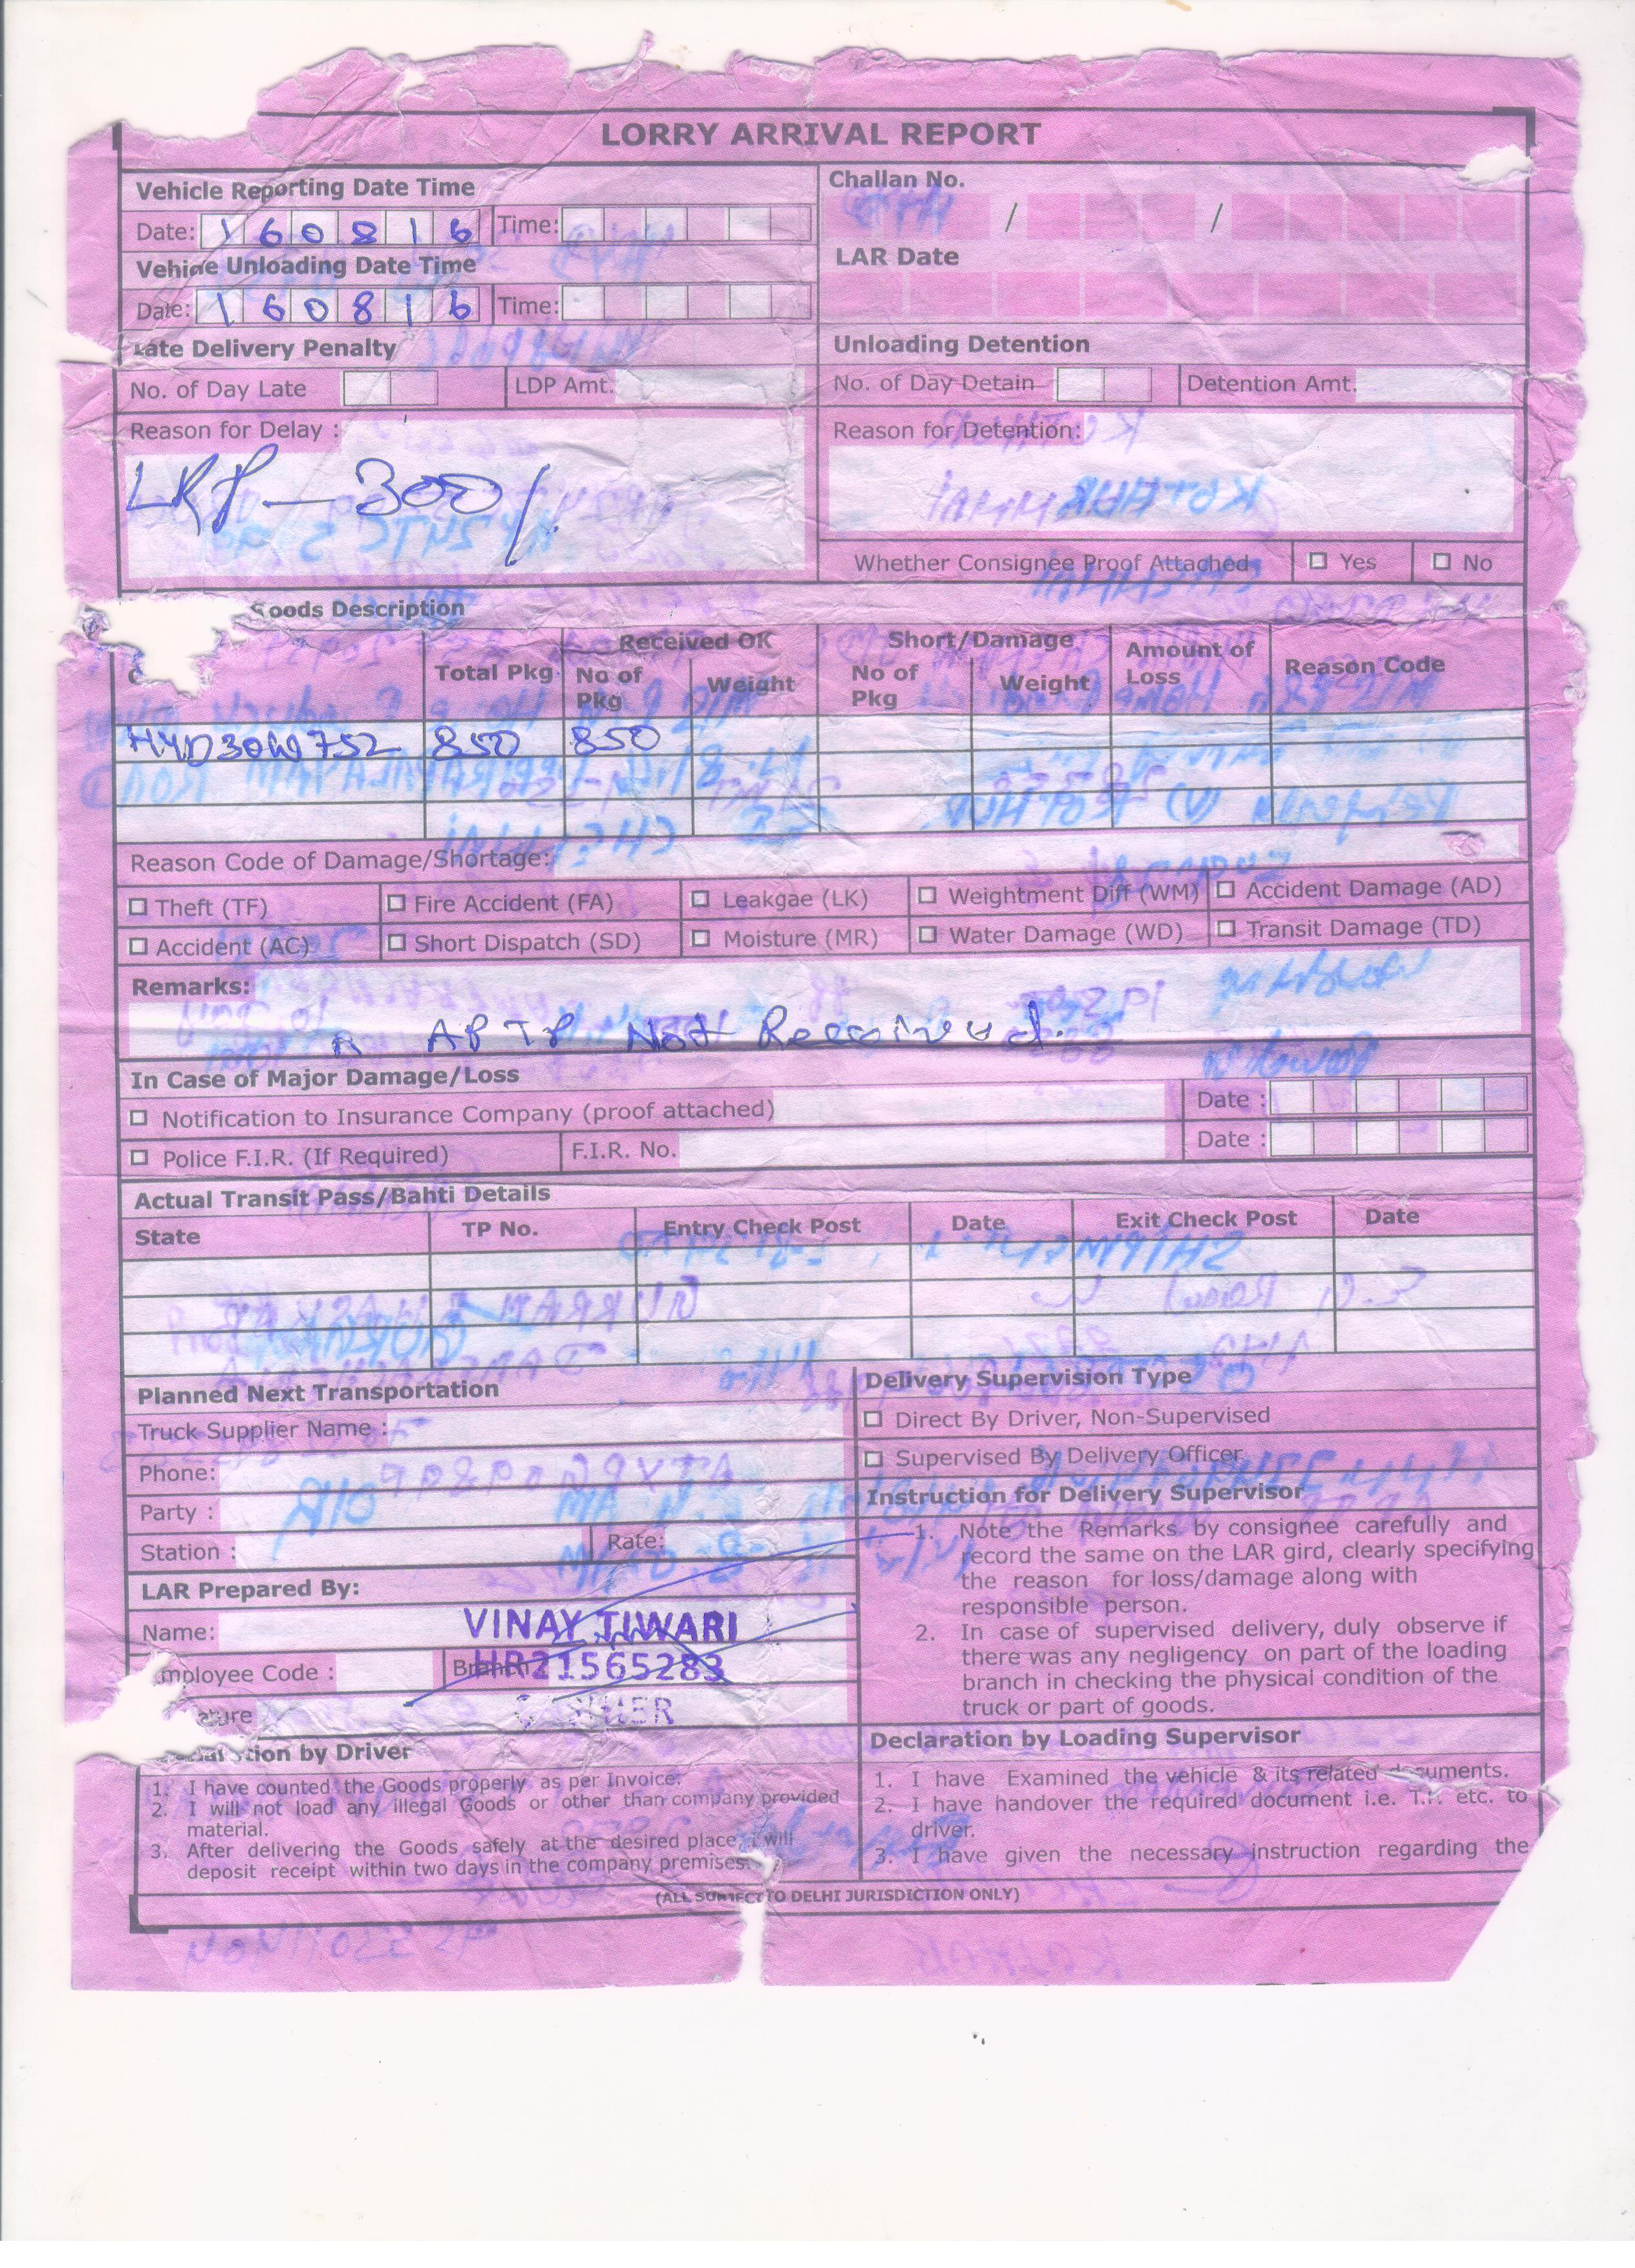 LORRY ARRIVAL REPORT
Vehicle Reporting Date Time
Date: 1 6 0 8 1 6 Time:
Challan No.
/ /
Vehicle Unloading Date Time
Date: 1 6 0 8 1 6 Time:
LAR Date
Late Delivery Penalty
No. of Day Late LDP Amt.
Unloading Detention
No. of Day Detain Detention Amt.
Reason for Delay :
300/
Reason for Detention:
Whether Consignee Proof Attached Yes No
Goods Description
Total Pkg Received OK Short/Damage Amount of Loss Reason Code
No of Pkg Weight No of Pkg Weight
850 850
Reason Code of Damage/Shortage:
Theft (TF) Fire Accident (FA) Leakgae (LK) Weightment Diff (WM) Accident Damage (AD)
Accident (AC) Short Dispatch (SD) Moisture (MR) Water Damage (WD) Transit Damage (TD)
Remarks:
AP TP Not Received.
In Case of Major Damage/Loss
Notification to Insurance Company (proof attached) Date :
Police F.I.R. (If Required) F.I.R. No. Date :
Actual Transit Pass/Bahti Details
State TP No. Entry Check Post Date Exit Check Post Date
Planned Next Transportation
Truck Supplier Name :
Phone:
Party :
Station : Rate:
LAR Prepared By:
Name: VINAY TIWARI
mployee Code : Branch HR21565283
ature CASHIER
Delivery Supervision Type
Direct By Driver, Non-Supervised
Supervised By Delivery Officer
Instruction for Delivery Supervisor
1. Note the Remarks by consignee carefully and
record the same on the LAR gird, clearly specifying
the reason for loss/damage along with
responsible person.
2. In case of supervised delivery, duly observe if
there was any negligency on part of the loading
branch in checking the physical condition of the
truck or part of goods.
tion by Driver
1. I have counted the Goods properly as per Invoice.
2. I will not load any illegal Goods or other than company provided
material.
3. After delivering the Goods safely at the desired place, i will
deposit receipt within two days in the company premises.
Declaration by Loading Supervisor
1. I have Examined the vehicle & its related documents.
2. I have handover the required document i.e. T.P. etc. to
driver.
3. I have given the necessary instruction regarding the
(ALL SUBJECT TO DELHI JURISDICTION ONLY)